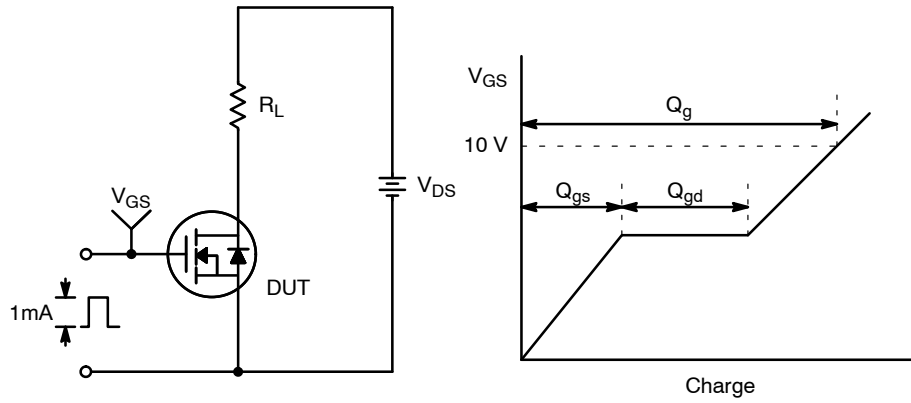 R_L
V_GS
V_DS
DUT
1mA
V_GS
Q_g
10 V
Q_gs
Q_gd
Charge